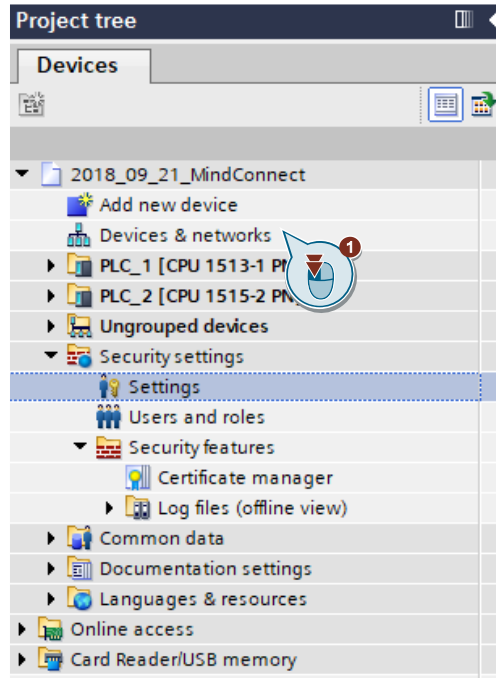 Project tree
Devices
2018_09_21_MindConnect
Add new device
Devices & networks
1
PLC_1 [CPU 1513-1
PLC_2 [CPU 1515-2 PN]
Ungrouped devices
Security settings
Settings
Users and roles
Security features
Certificate manager
Log files (offline view)
Common data
Documentation settings
Languages & resources
Online access
Card Reader/USB memory